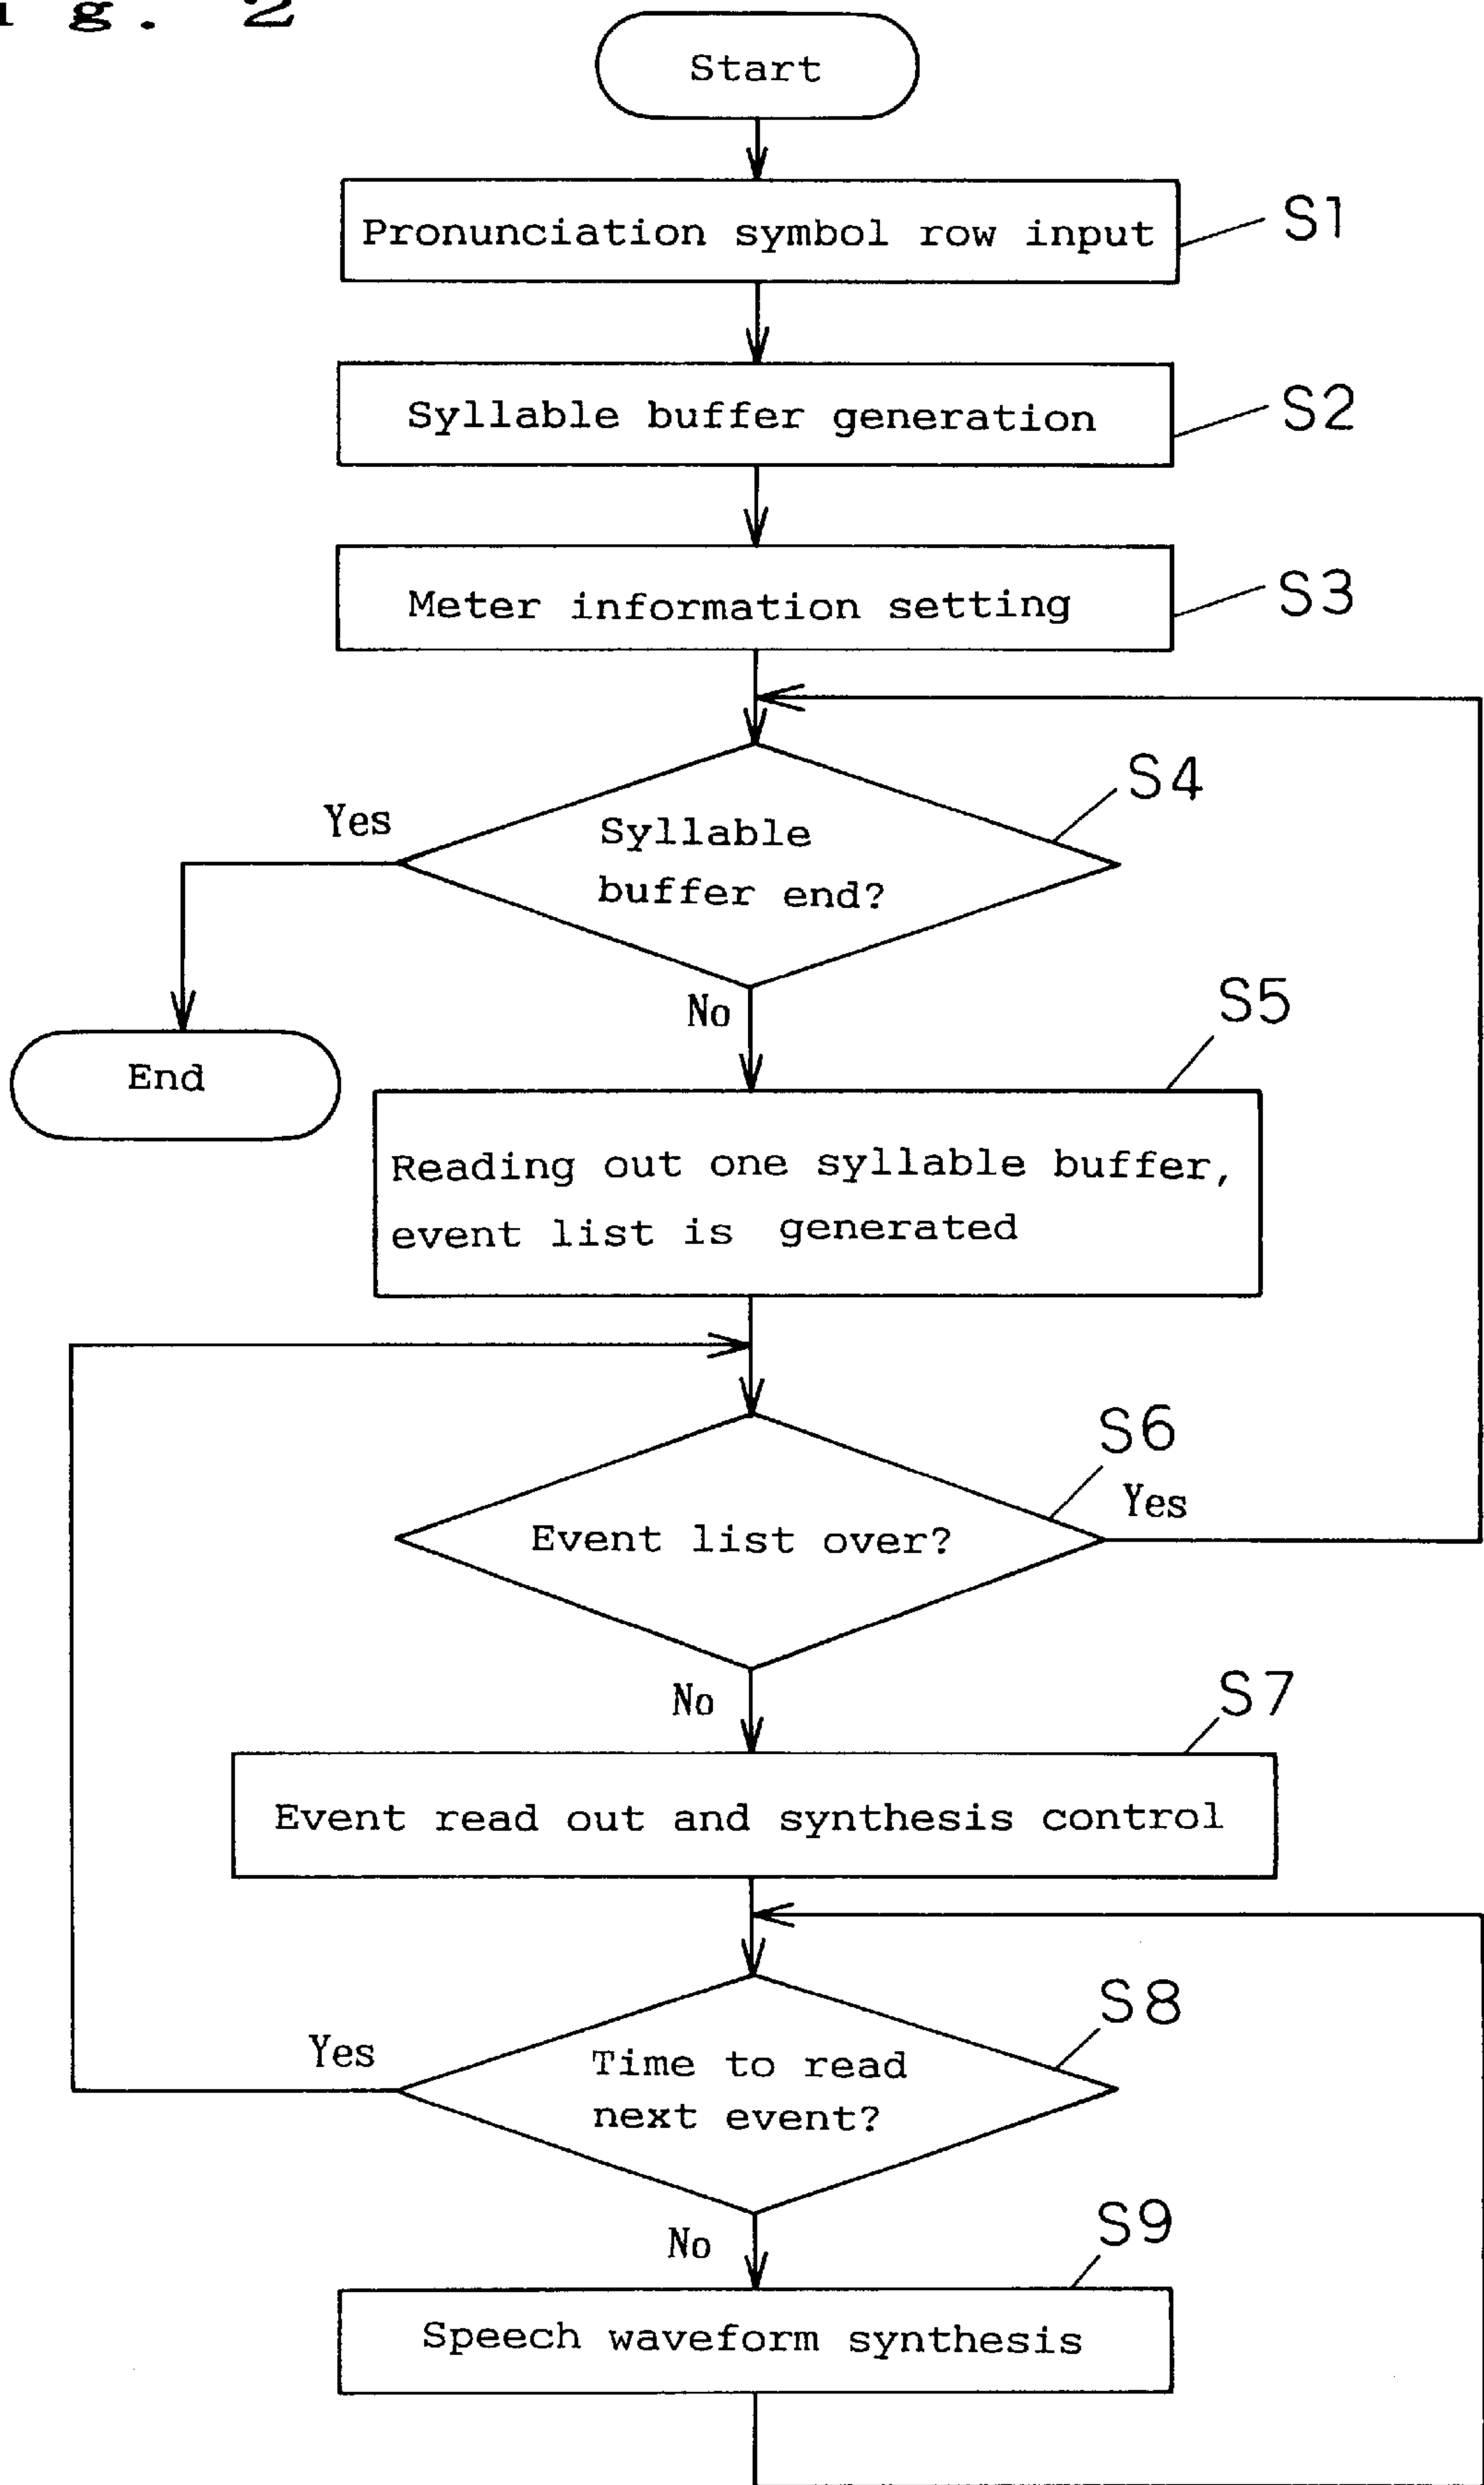 g. 2
Start
Pronunciation symbol row input
S1
Syllable buffer generation
S2
Meter information setting
S3
S4
Yes
Syllable
buffer end?
No
S5
End
Reading out one syllable buffer,
event list is generated
S6
Yes
Event list over?
No
S7
Event read out and synthesis control
S8
Yes
Time to read
next event?
No
S9
Speech waveform synthesis